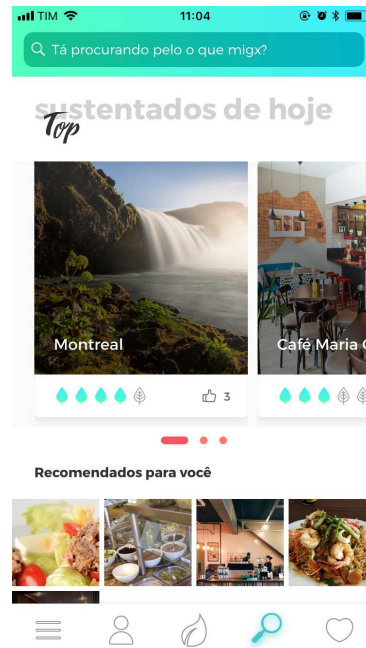 TIM
11:04
Tá procurando pelo o que migx?
sustentados de hoje
Top
Montreal
Café Maria
3
Recomendados para você